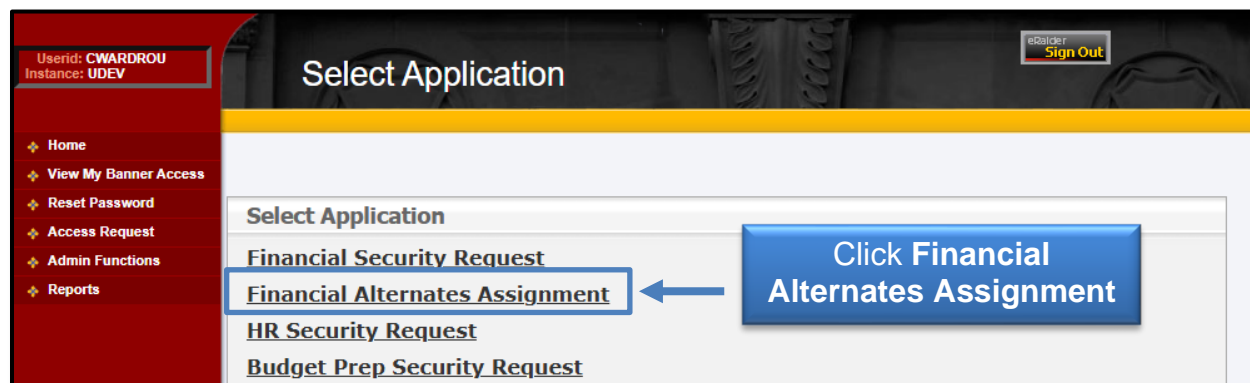 Userid: CWARDROU
Instance: UDEV
Select Application
eRaider
Sign Out
Home
View My Banner Access
Reset Password
Access Request
Admin Functions
Reports
Select Application
Financial Security Request
Financial Alternates Assignment
HR Security Request
Budget Prep Security Request
Click Financial
Alternates Assignment